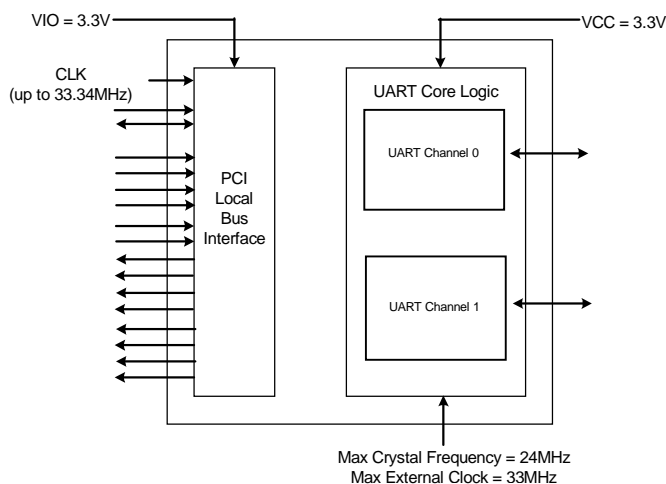 VIO = 3.3V
VCC = 3.3V
CLK
(up to 33.34MHz)
PCI
Local
Bus
Interface
UART Core Logic
UART Channel 0
UART Channel 1
Max Crystal Frequency = 24MHz
Max External Clock = 33MHz